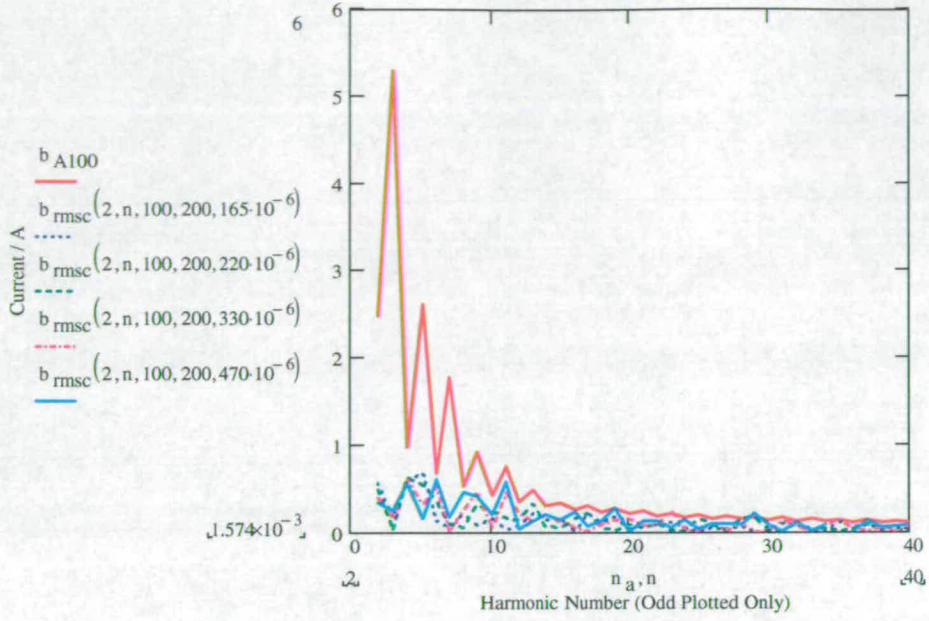 6
6
5
4
3
2
1
0
Current / A
b A100
b rmsc (2,n,100,200,165·10^-6)
b rmsc (2,n,100,200,220·10^-6)
b rmsc (2,n,100,200,330·10^-6)
b rmsc (2,n,100,200,470·10^-6)
1.574×10^-3
0 10 20 30 40
2 n a,n 40
Harmonic Number (Odd Plotted Only)